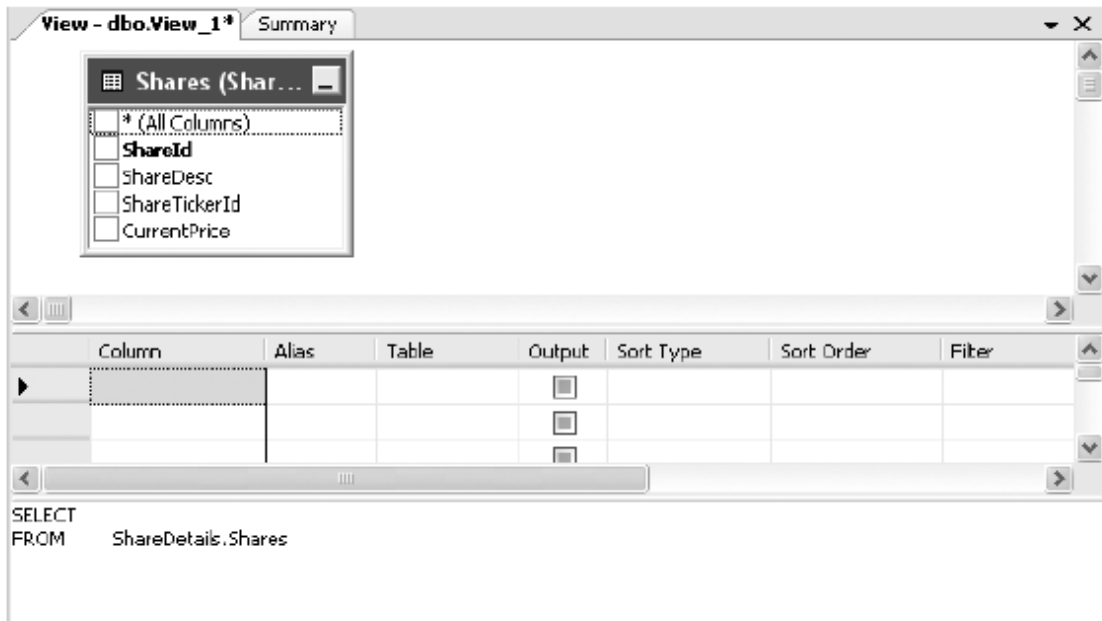 View - dbo.View_1* Summary
Shares (Shar...
* (All Columns)
ShareId
ShareDesc
ShareTickerId
CurrentPrice
Column Alias Table Output Sort Type Sort Order Filter
SELECT
FROM ShareDetails.Shares